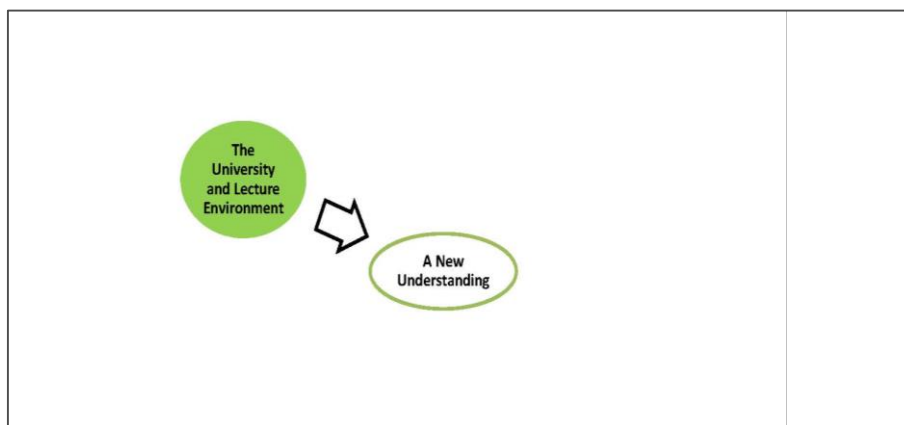 The
University
and Lecture
Environment
A New
Understanding